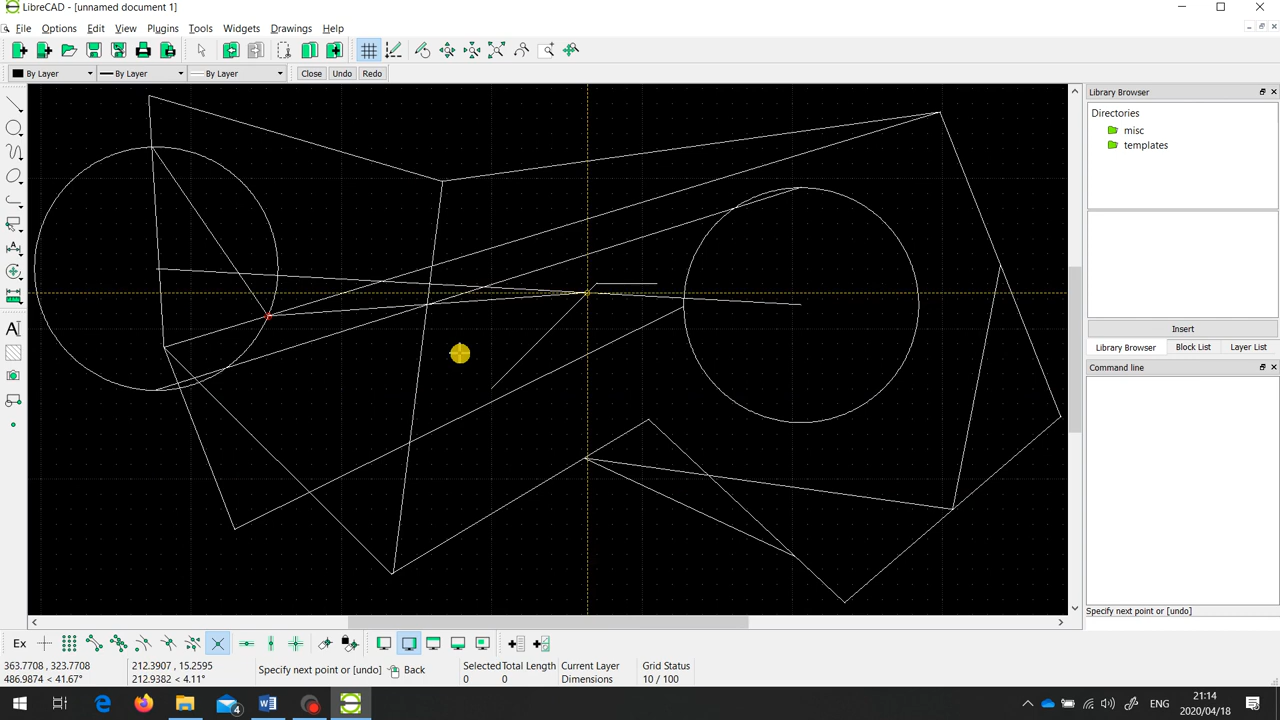 LibreCAD - [unnamed document 1]
File Options Edit View Plugins Tools Widgets Drawings Help
By Layer By Layer By Layer Close Undo Redo
Library Browser
Directories
misc
templates
Insert
Library Browser Block List Layer List
Command line
Specify next point or [undo]
Ex
363.7708 , 323.7708
486.9874 < 41.67°
212.3907 , 15.2595
212.9382 < 4.11°
Specify next point or [undo] Back
Selected Total Length
0 0
Current Layer
Dimensions
Grid Status
10 / 100
4
ENG
21:14
2020/04/18